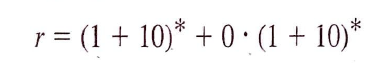 r = (1 + 10)* + 0 · (1 + 10)*